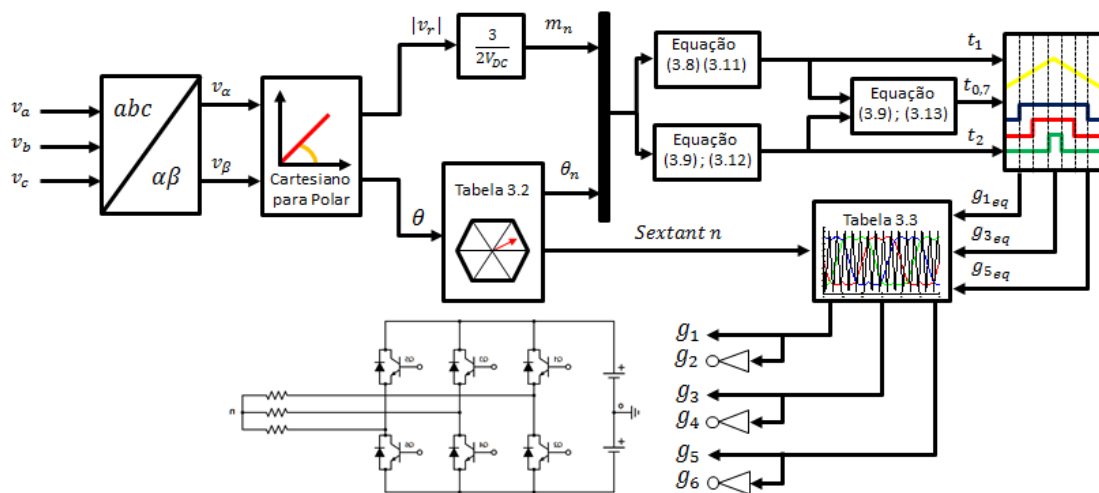 v_a
v_b
v_c
abc
αβ
v_α
v_β
Cartesiano
para Polar
|v_r|
θ
3
2V_DC
m_n
Tabela 3.2
θ_n
Sextant n
Equação
(3.8) (3.11)
Equação
(3.9) ; (3.12)
Equação
(3.9) ; (3.13)
t_1
t_0,7
t_2
g_1eq
g_3eq
g_5eq
Tabela 3.3
g_1
g_2
g_3
g_4
g_5
g_6
n
+
o
+